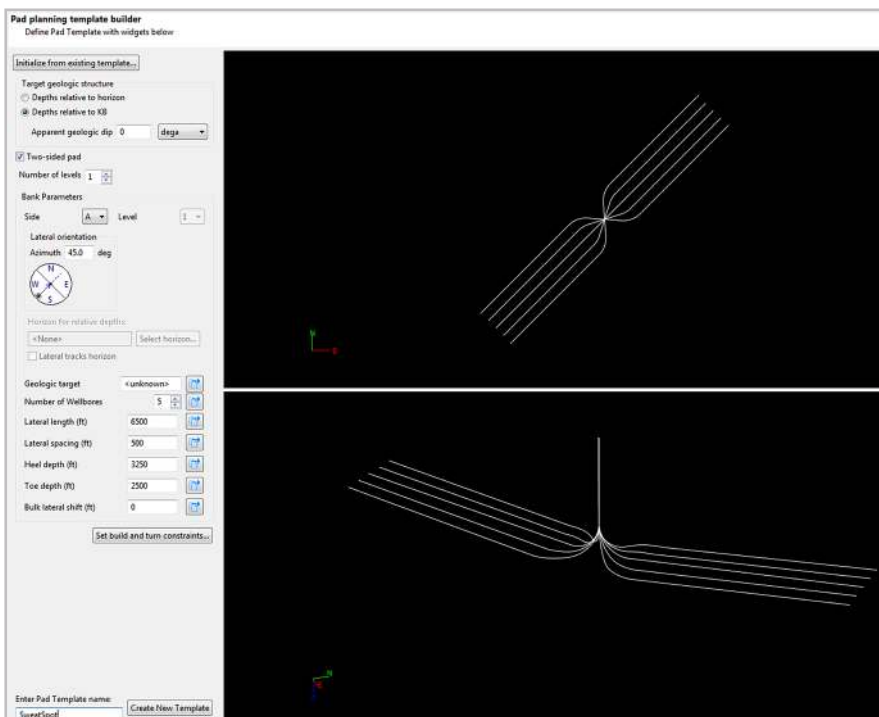 Pad planning template builder
Define Pad Template with widgets below
Initialize from existing template...
Target geologic structure
Depths relative to horizon
Depths relative to KB
Apparent geologic dip 0 dega
Two-sided pad
Number of levels 1
Bank Parameters
Side A Level 1
Lateral orientation
Azimuth 45.0 deg
N
W E
S
Horizon for relative depths:
<None> Select horizon...
Lateral tracks horizon
Geologic target <unknown>
Number of Wellbores 5
Lateral length (ft) 6500
Lateral spacing (ft) 500
Heel depth (ft) 3250
Toe depth (ft) 2500
Bulk lateral shift (ft) 0
Set build and turn constraints...
Enter Pad Template name:
SweatSpot Create New Template